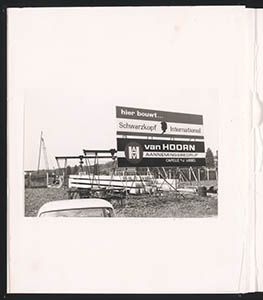 hier bouwt...
Schwarzkopf International
van HOORN
AANNEMINGSBEDRIJF
CAPELLE a/d IJSSEL